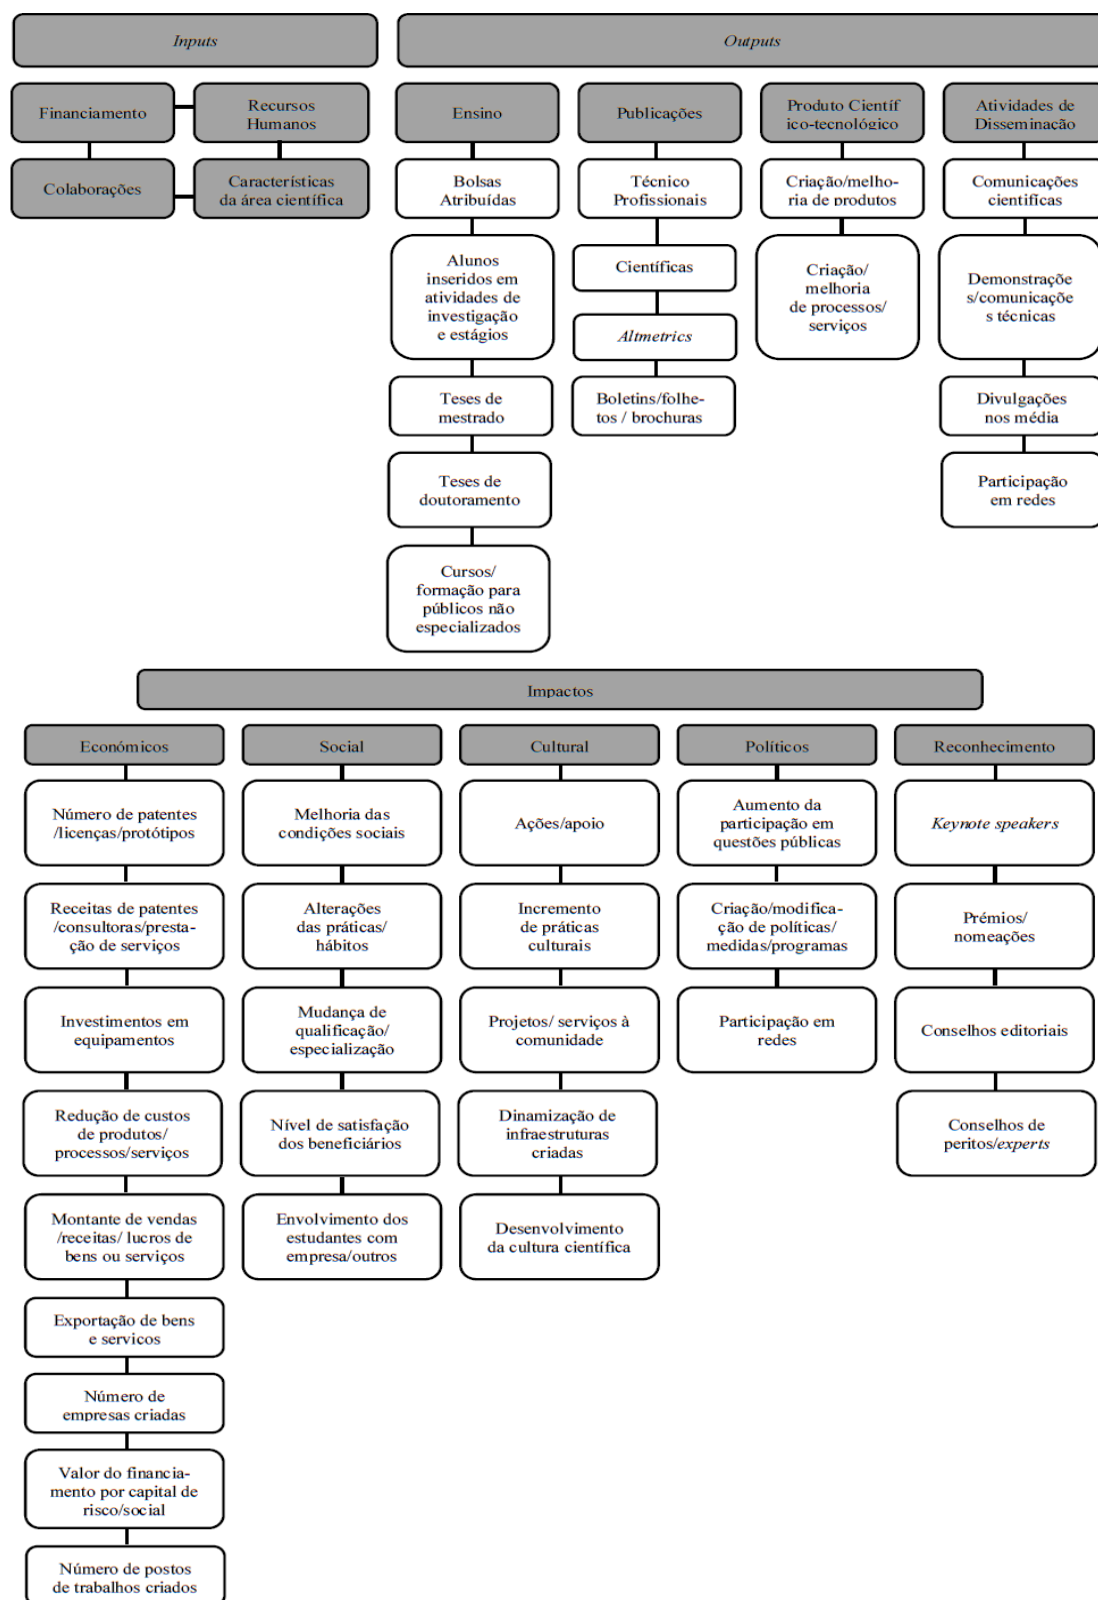 Inputs
Outputs
Financiamento
Recursos
Humanos
Colaborações
Características
da área científica
Ensino
Bolsas
Atribuídas
Alunos
inseridos em
atividades de
investigação
e estágios
Teses de
mestrado
Teses de
doutoramento
Cursos/
formação para
públicos não
especializados
Publicações
Técnico
Profissionais
Científicas
Altmetrics
Boletins/folhe-
tos / brochuras
Produto Científ
ico-tecnológico
Criação/melho-
ria de produtos
Criação/
melhoria
de processos/
serviços
Atividades de
Disseminação
Comunicações
cientificas
Demonstraçõe
s/comunicaçõe
s técnicas
Divulgações
nos média
Participação
em redes
Impactos
Económicos
Número de patentes
/licenças/protótipos
Receitas de patentes
/consultoras/presta-
ção de serviços
Investimentos em
equipamentos
Redução de custos
de produtos/
processos/serviços
Montante de vendas
/receitas/ lucros de
bens ou serviços
Exportação de bens
e servicos
Número de
empresas criadas
Valor do financia-
mento por capital de
risco/social
Número de postos
de trabalhos criados
Social
Melhoria das
condições sociais
Alterações
das práticas/
hábitos
Mudança de
qualificação/
especialização
Nível de satisfação
dos beneficiários
Envolvimento dos
estudantes com
empresa/outros
Cultural
Ações/apoio
Incremento
de práticas
culturais
Projetos/ serviços à
comunidade
Dinamização de
infraestruturas
criadas
Desenvolvimento
da cultura científica
Políticos
Aumento da
participação em
questões públicas
Criação/modifica-
ção de políticas/
medidas/programas
Participação em
redes
Reconhecimento
Keynote speakers
Prémios/
nomeações
Conselhos editoriais
Conselhos de
peritos/experts